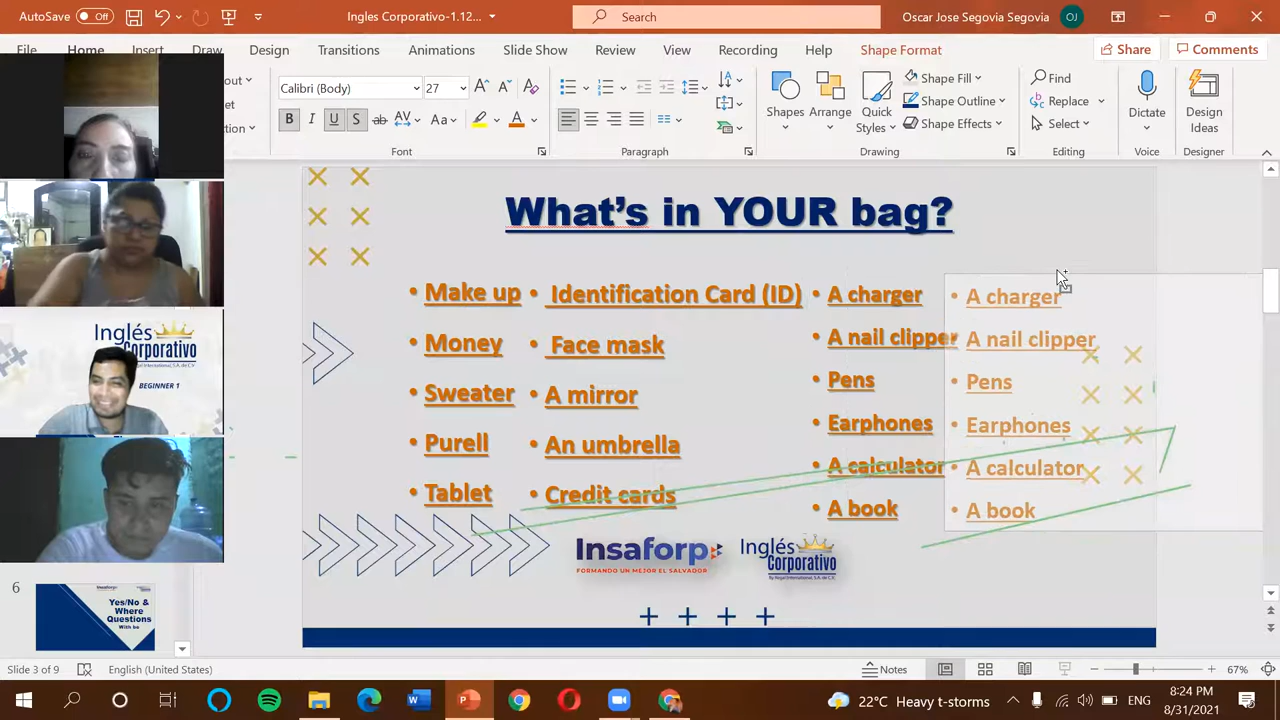 AutoSave Off
Ingles Corporativo-1.12...
Search
Oscar Jose Segovia Segovia
OJ
File
Home
Insert
Draw
Design
Transitions
Animations
Slide Show
Review
View
Recording
Help
Shape Format
Share
Comments
Calibri (Body)
27
Shape Fill
Shape Outline
Shape Effects
Find
Replace
Select
Shapes
Arrange
Quick Styles
Dictate
Design Ideas
Font
Paragraph
Drawing
Editing
Voice
Designer
What's in YOUR bag?
• Make up
• Money
• Sweater
• Purell
• Tablet
• Identification Card (ID)
• Face mask
• A mirror
• An umbrella
• Credit cards
• A charger
• A nail clipper
• Pens
• Earphones
• A calculator
• A book
• A charger
• A nail clipper
• Pens
• Earphones
• A calculator
• A book
Insaforp
FORMANDO UN MEJOR EL SALVADOR
Inglés
Corporativo
Inglés
Corporativo
BEGINNER 1
6
Yes/No &
Where
Questions
With be
Slide 3 of 9
English (United States)
Notes
67%
22°C Heavy t-storms
ENG
8:24 PM
8/31/2021